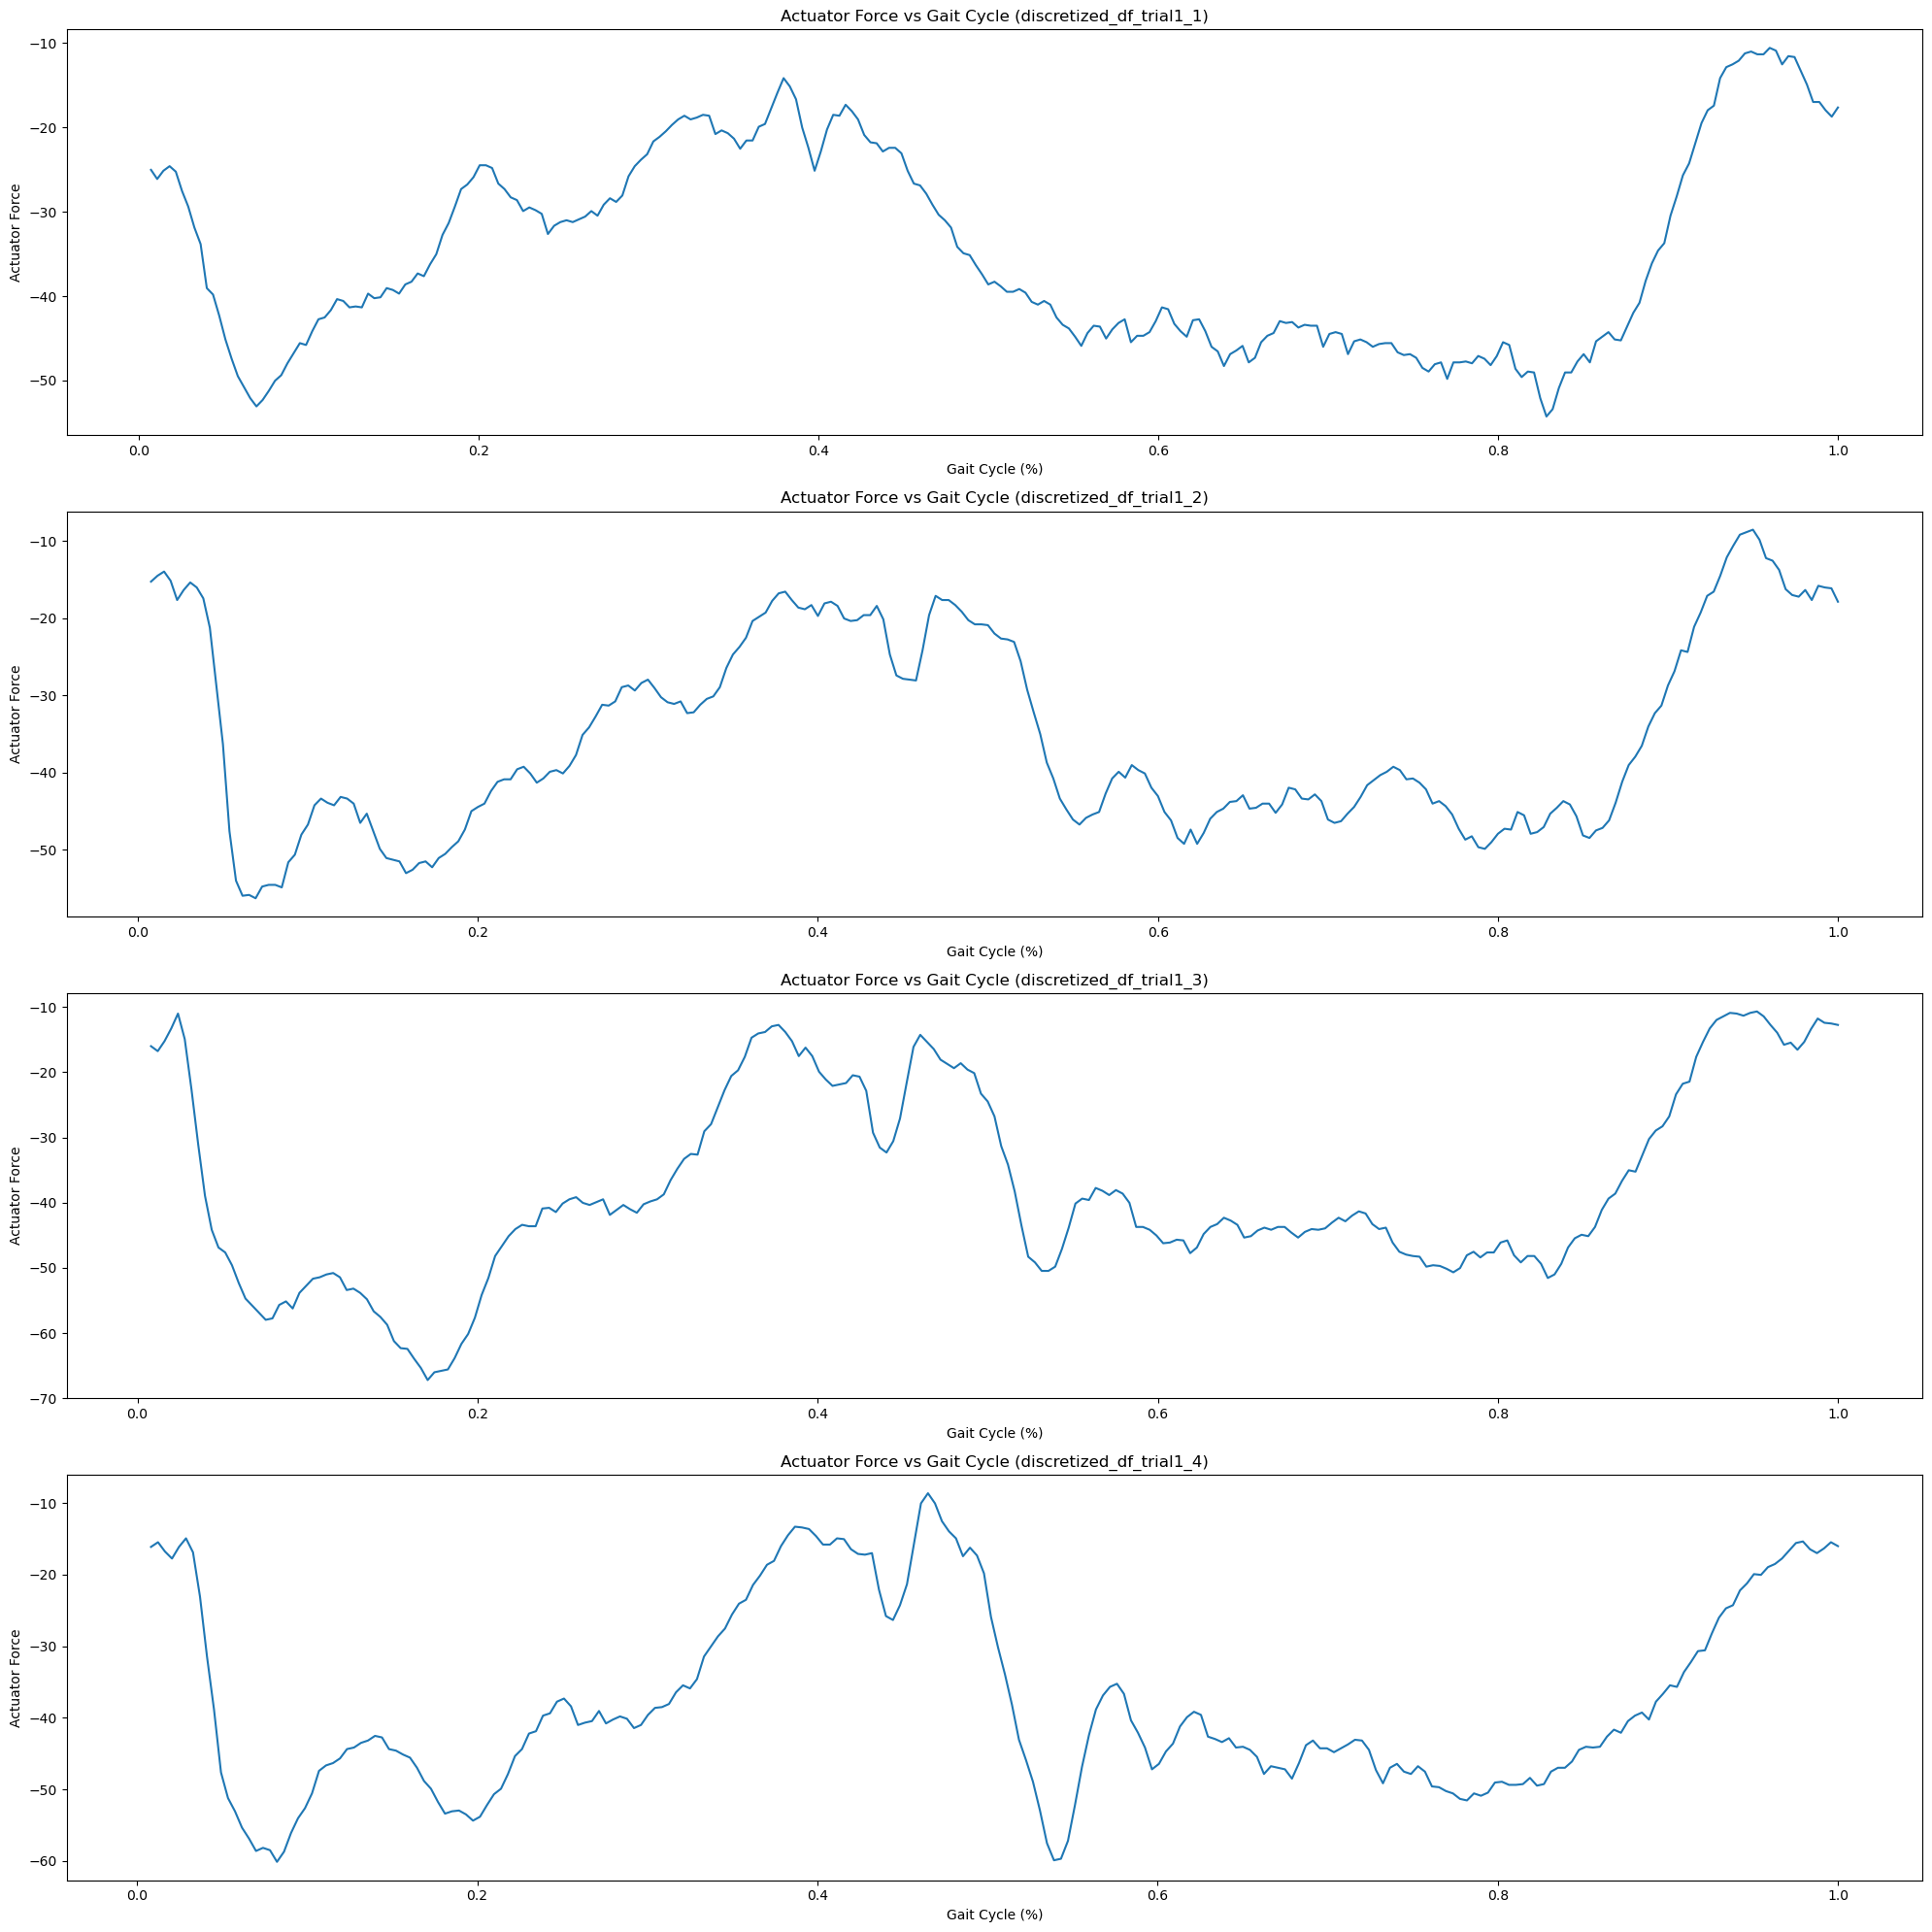 Actuator Force vs Gait Cycle (discretized_df_trial1_1)
−10
−20
−30
−40
−50
Actuator Force
0.0 0.2 0.4 0.6 0.8 1.0
Gait Cycle (%)
Actuator Force vs Gait Cycle (discretized_df_trial1_2)
−10
−20
−30
−40
−50
Actuator Force
0.0 0.2 0.4 0.6 0.8 1.0
Gait Cycle (%)
Actuator Force vs Gait Cycle (discretized_df_trial1_3)
−10
−20
−30
−40
−50
−60
−70
Actuator Force
0.0 0.2 0.4 0.6 0.8 1.0
Gait Cycle (%)
Actuator Force vs Gait Cycle (discretized_df_trial1_4)
−10
−20
−30
−40
−50
−60
Actuator Force
0.0 0.2 0.4 0.6 0.8 1.0
Gait Cycle (%)